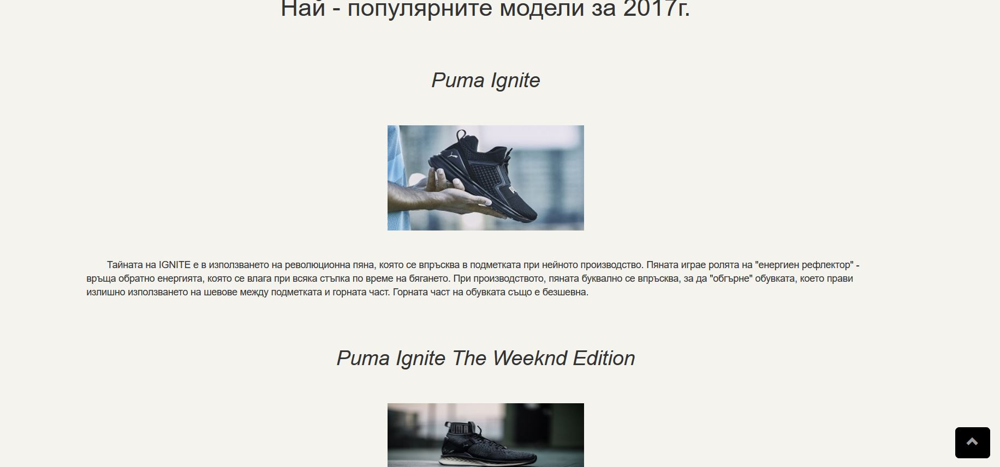 Най - популярните модели за 2017г.
Puma Ignite
Тайната на IGNITE е в използването на революционна пяна, която се впръсква в подметката при нейното производство. Пяната играе ролята на "енергиен рефлектор" -
връща обратно енергията, която се влага при всяка стъпка по време на бягането. При производството, пяната буквално се впръсква, за да "обгърне" обувката, което прави
излишно използването на шевове между подметката и горната част. Горната част на обувката също е безшевна.
Puma Ignite The Weeknd Edition